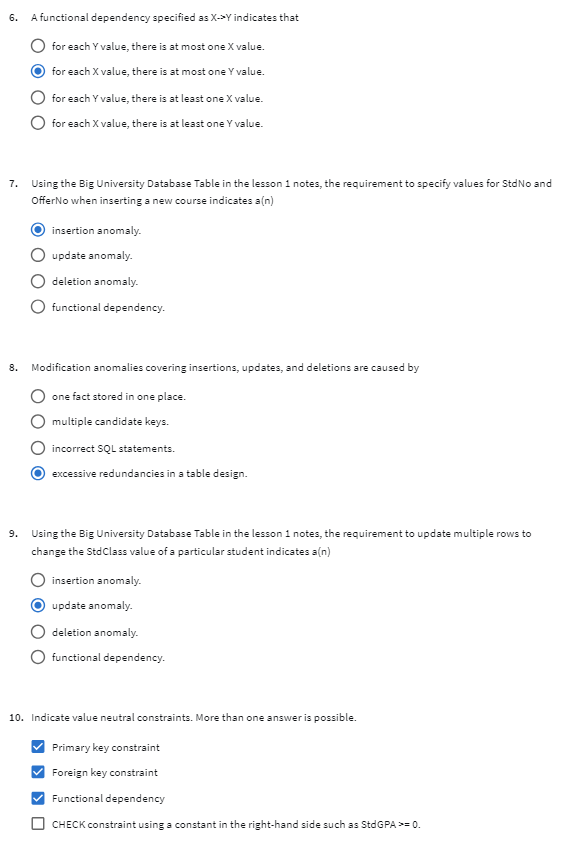 6. A functional dependency specified as X->Y indicates that
for each Y value, there is at most one X value.
for each X value, there is at most one Y value.
for each Y value, there is at least one X value.
for each X value, there is at least one Y value.
7. Using the Big University Database Table in the lesson 1 notes, the requirement to specify values for StdNo and
OfferNo when inserting a new course indicates a(n)
insertion anomaly.
update anomaly.
deletion anomaly.
functional dependency.
8. Modification anomalies covering insertions, updates, and deletions are caused by
one fact stored in one place.
multiple candidate keys.
incorrect SQL statements.
excessive redundancies in a table design.
9. Using the Big University Database Table in the lesson 1 notes, the requirement to update multiple rows to
change the StdClass value of a particular student indicates a(n)
insertion anomaly.
update anomaly.
deletion anomaly.
functional dependency.
10. Indicate value neutral constraints. More than one answer is possible.
Primary key constraint
Foreign key constraint
Functional dependency
CHECK constraint using a constant in the right-hand side such as StdGPA >= 0.